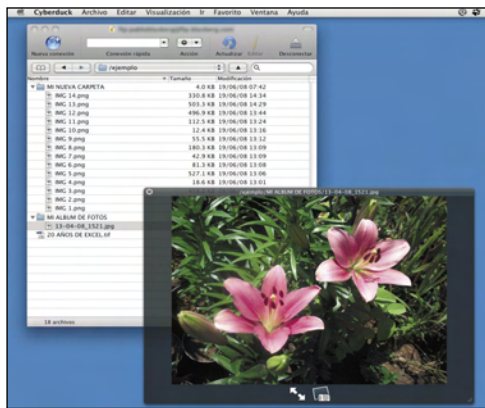 Cyberduck Archivo Editar Visualización Ir Favorito Ventana Ayuda
Nueva conexión Conexión rápida Acción Actualizar Editar Desconectar
/ejemplo
Nombre Tamaño Modificación
MI NUEVA CARPETA 4.0 KB 19/06/08 07:42
IMG 14.png 330.8 KB 19/06/08 14:34
IMG 13.png 503.3 KB 19/06/08 14:29
IMG 12.png 496.9 KB 19/06/08 13:44
IMG 11.png 112.5 KB 19/06/08 13:24
IMG 10.png 12.4 KB 19/06/08 13:16
IMG 9.png 55.5 KB 19/06/08 13:12
IMG 8.png 180.3 KB 19/06/08 13:09
IMG 7.png 42.9 KB 19/06/08 13:09
IMG 6.png 81.3 KB 19/06/08 13:08
IMG 5.png 527.1 KB 19/06/08 13:06
IMG 4.png 18.6 KB 19/06/08 13:01
IMG 3.png
IMG 2.png
IMG 1.png
MI ALBUM DE FOTOS
13-04-08_1521.jpg
20 AÑOS DE EXCEL.tif
18 archivos
/ejemplo/MI ALBUM DE FOTOS/13-04-08_1521.jpg